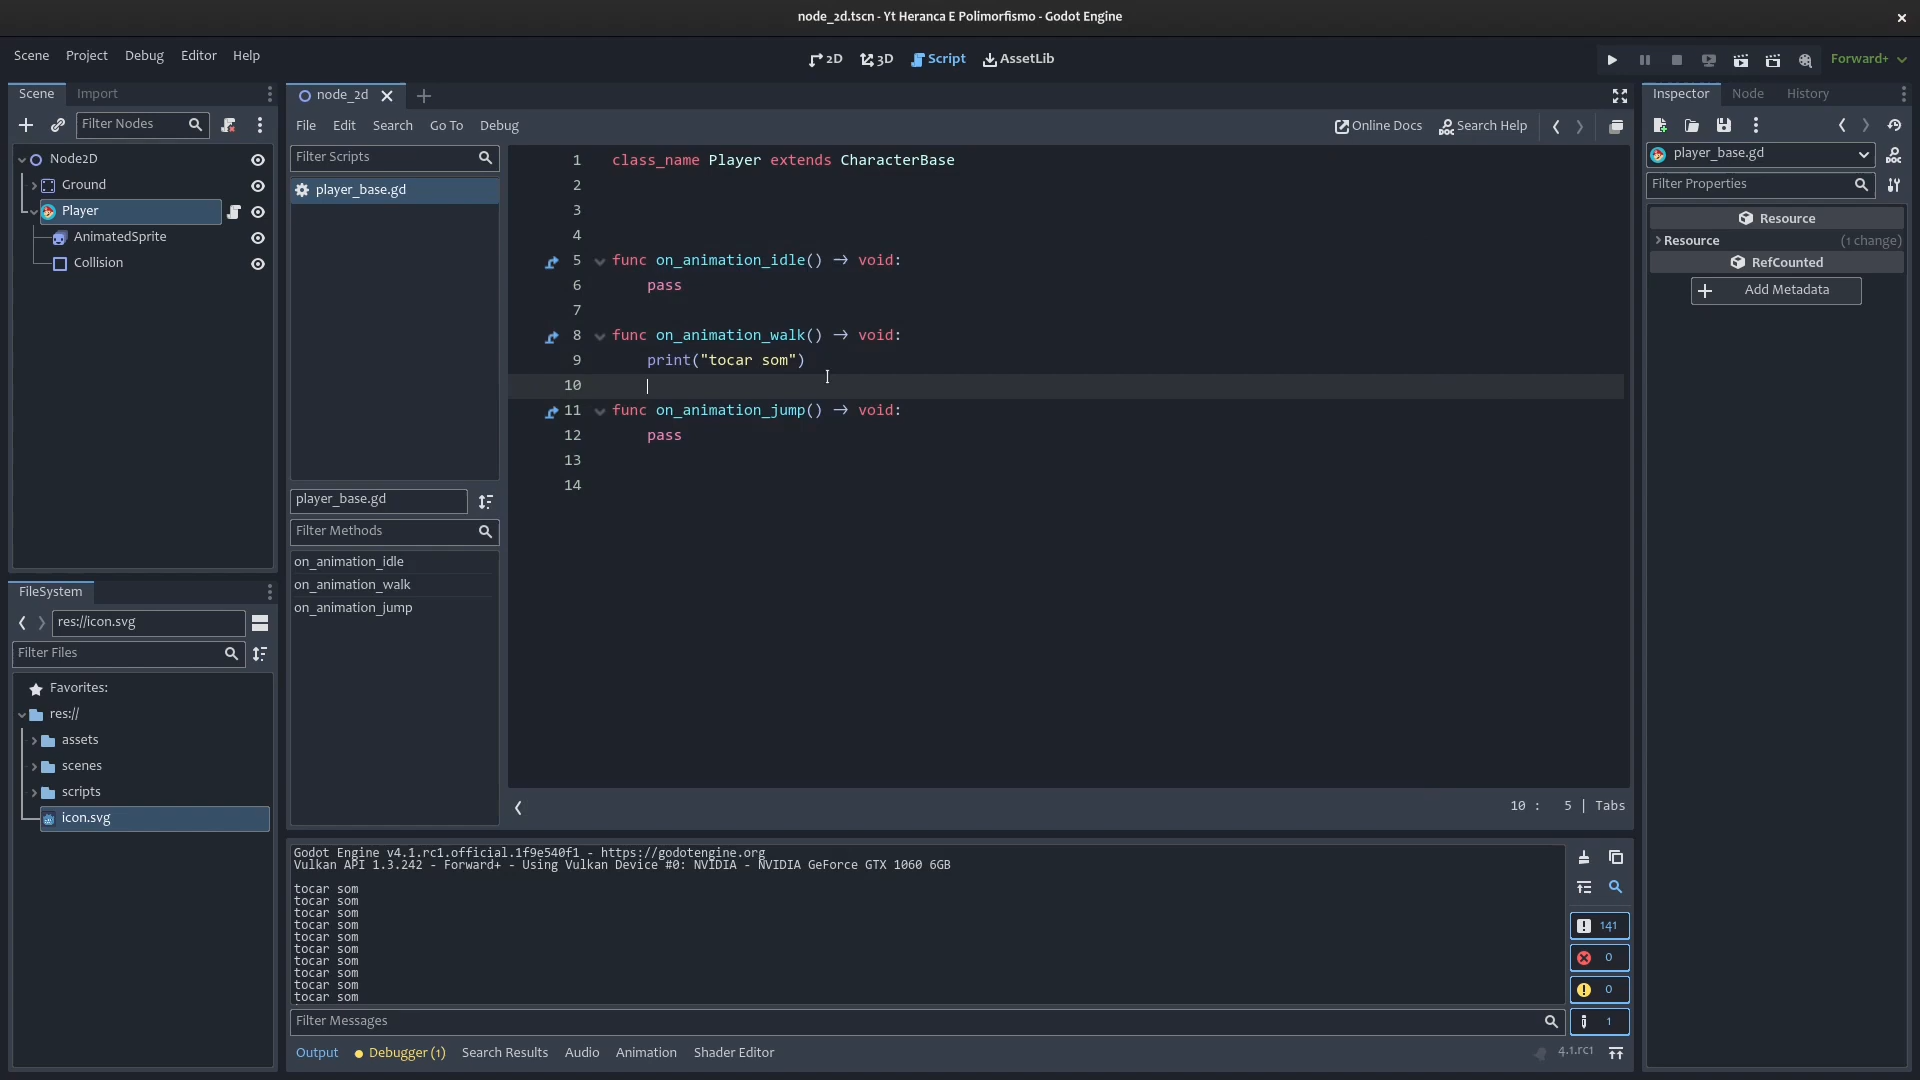 node_2d.tscn - Yt Heranca E Polimorfismo - Godot Engine
Scene Project Debug Editor Help
2D 3D Script AssetLib
Forward+
Scene Import
Filter Nodes
Node2D
Ground
Player
AnimatedSprite
Collision
FileSystem
res://icon.svg
Filter Files
Favorites:
res://
assets
scenes
scripts
icon.svg
node_2d
File Edit Search Go To Debug
Online Docs Search Help
Filter Scripts
player_base.gd
player_base.gd
Filter Methods
on_animation_idle
on_animation_walk
on_animation_jump
1 class_name Player extends CharacterBase
2
3
4
5 func on_animation_idle() -> void:
6 pass
7
8 func on_animation_walk() -> void:
9 print("tocar som")
10
11 func on_animation_jump() -> void:
12 pass
13
14
10 : 5 | Tabs
Godot Engine v4.1.rc1.official.1f9e540f1 - https://godotengine.org
Vulkan API 1.3.242 - Forward+ - Using Vulkan Device #0: NVIDIA - NVIDIA GeForce GTX 1060 6GB
tocar som
tocar som
tocar som
tocar som
tocar som
tocar som
tocar som
tocar som
tocar som
tocar som
141
0
0
1
Filter Messages
Output Debugger (1) Search Results Audio Animation Shader Editor
4.1.rc1
Inspector Node History
player_base.gd
Filter Properties
Resource
Resource (1 change)
RefCounted
Add Metadata